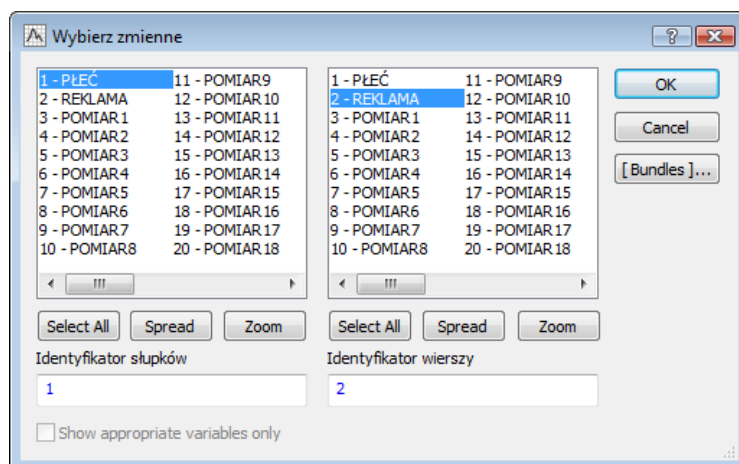 Wybierz zmienne
1 - PŁEĆ 11 - POMIAR9
2 - REKLAMA 12 - POMIAR10
3 - POMIAR1 13 - POMIAR11
4 - POMIAR2 14 - POMIAR12
5 - POMIAR3 15 - POMIAR13
6 - POMIAR4 16 - POMIAR14
7 - POMIAR5 17 - POMIAR15
8 - POMIAR6 18 - POMIAR16
9 - POMIAR7 19 - POMIAR17
10 - POMIAR8 20 - POMIAR18
1 - PŁEĆ 11 - POMIAR9
2 - REKLAMA 12 - POMIAR10
3 - POMIAR1 13 - POMIAR11
4 - POMIAR2 14 - POMIAR12
5 - POMIAR3 15 - POMIAR13
6 - POMIAR4 16 - POMIAR14
7 - POMIAR5 17 - POMIAR15
8 - POMIAR6 18 - POMIAR16
9 - POMIAR7 19 - POMIAR17
10 - POMIAR8 20 - POMIAR18
OK
Cancel
[ Bundles ]...
Select All Spread Zoom
Select All Spread Zoom
Identyfikator słupków
1
Identyfikator wierszy
2
Show appropriate variables only